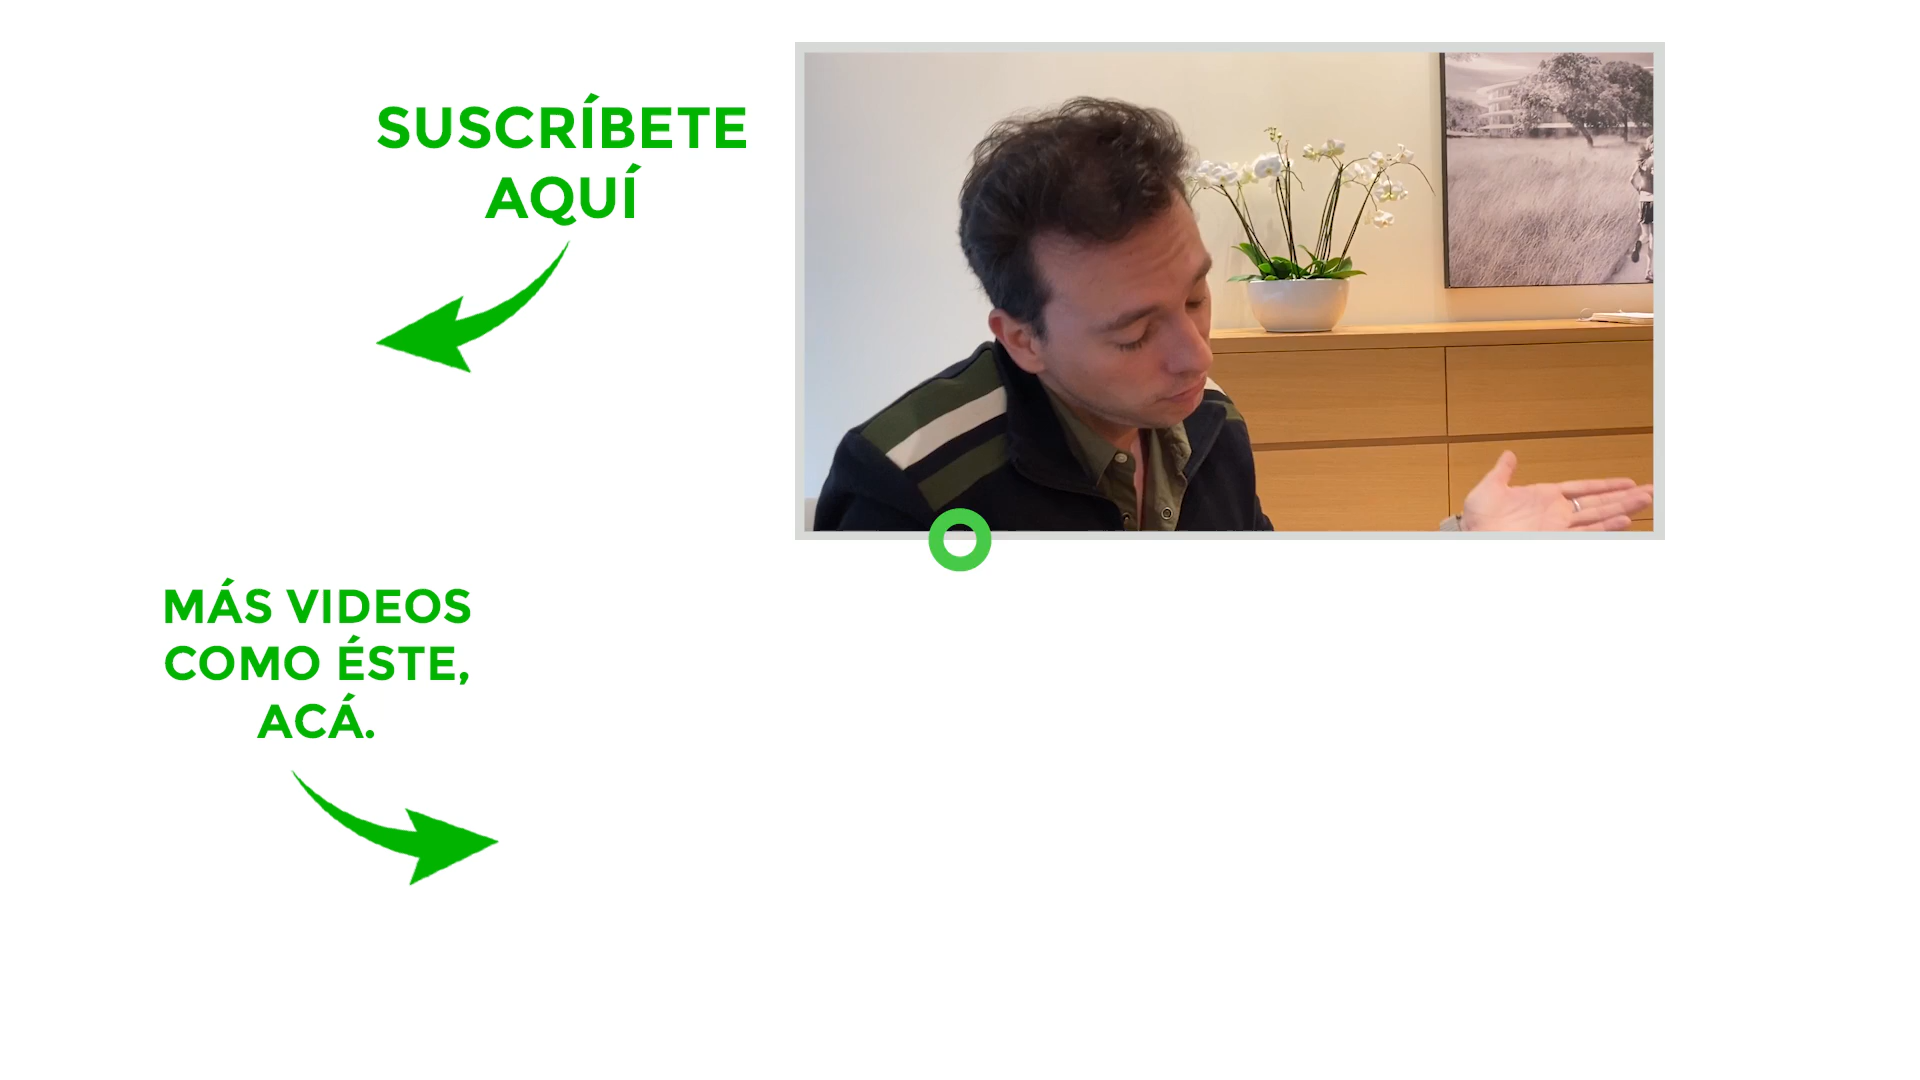 SUSCRÍBETE
AQUÍ
MÁS VIDEOS
COMO ÉSTE,
ACÁ.